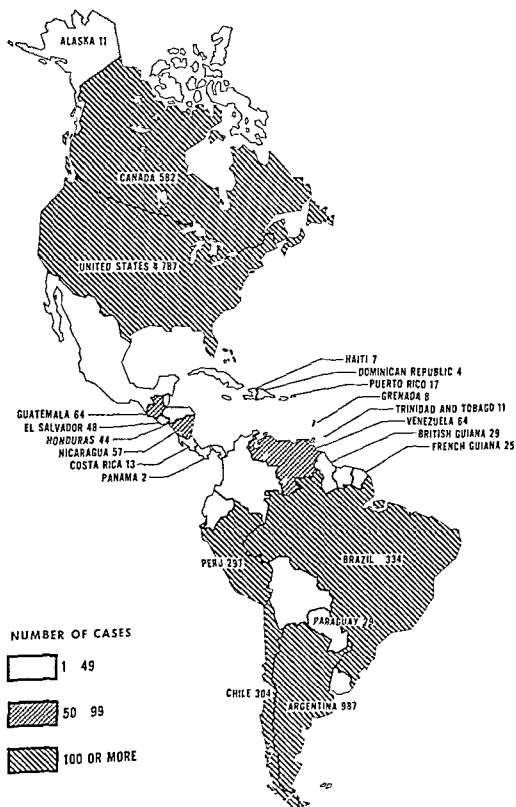 ALASKA 11
CANADA 562
UNITED STATES 4 787
HAITI 7
DOMINICAN REPUBLIC 4
PUERTO RICO 17
GRENADA 8
TRINIDAD AND TOBAGO 11
VENEZUELA 64
BRITISH GUIANA 29
FRENCH GUIANA 25
GUATEMALA 64
EL SALVADOR 48
HONDURAS 44
NICARAGUA 57
COSTA RICA 13
PANAMA 2
PERU 297
BRAZIL 334
PARAGUAY
CHILE 304
ARGENTINA 987
NUMBER OF CASES
1 49
50 99
100 OR MORE